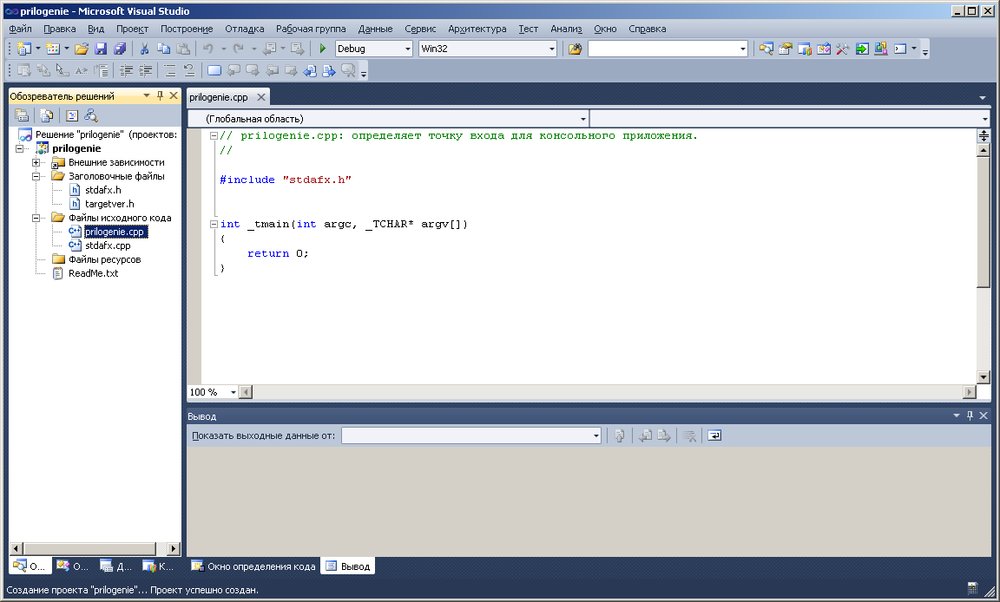 prilogenie - Microsoft Visual Studio
Файл Правка Вид Проект Построение Отладка Рабочая группа Данные Сервис Архитектура Тест Анализ Окно Справка
Debug Win32
Обозреватель решений
prilogenie.cpp
(Глобальная область)
Решение "prilogenie" (проектов:
prilogenie
Внешние зависимости
Заголовочные файлы
stdafx.h
targetver.h
Файлы исходного кода
prilogenie.cpp
stdafx.cpp
Файлы ресурсов
ReadMe.txt
// prilogenie.cpp: определяет точку входа для консольного приложения.
//
#include "stdafx.h"
int _tmain(int argc, _TCHAR* argv[])
{
return 0;
}
100 %
Вывод
Показать выходные данные от:
О... О... Д... К...
Окно определения кода Вывод
Создание проекта "prilogenie"... Проект успешно создан.